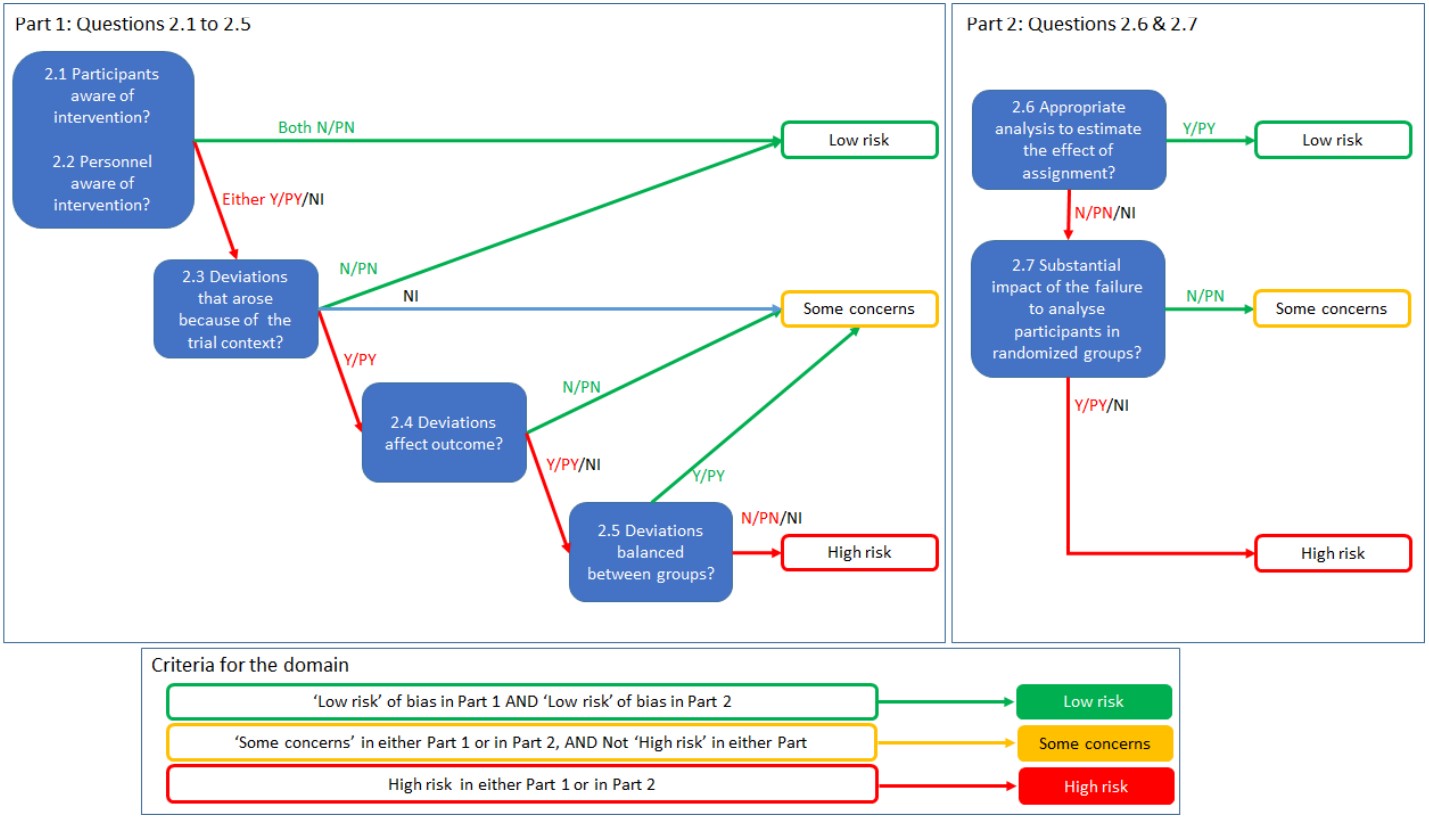 Part 1: Questions 2.1 to 2.5
2.1 Participants
aware of
intervention?
2.2 Personnel
aware of
intervention?
Both N/PN
Low risk
Either Y/PY/NI
2.3 Deviations
that arose
because of the
trial context?
N/PN
NI
Some concerns
Y/PY
2.4 Deviations
affect outcome?
N/PN
Y/PY/NI
Y/PY
2.5 Deviations
balanced
between groups?
N/PN/NI
High risk
Part 2: Questions 2.6 & 2.7
2.6 Appropriate
analysis to estimate
the effect of
assignment?
Y/PY
Low risk
N/PN/NI
2.7 Substantial
impact of the failure
to analyse
participants in
randomized groups?
N/PN
Some concerns
Y/PY/NI
High risk
Criteria for the domain
‘Low risk’ of bias in Part 1 AND ‘Low risk’ of bias in Part 2
Low risk
‘Some concerns’ in either Part 1 or in Part 2, AND Not ‘High risk’ in either Part
Some concerns
High risk in either Part 1 or in Part 2
High risk